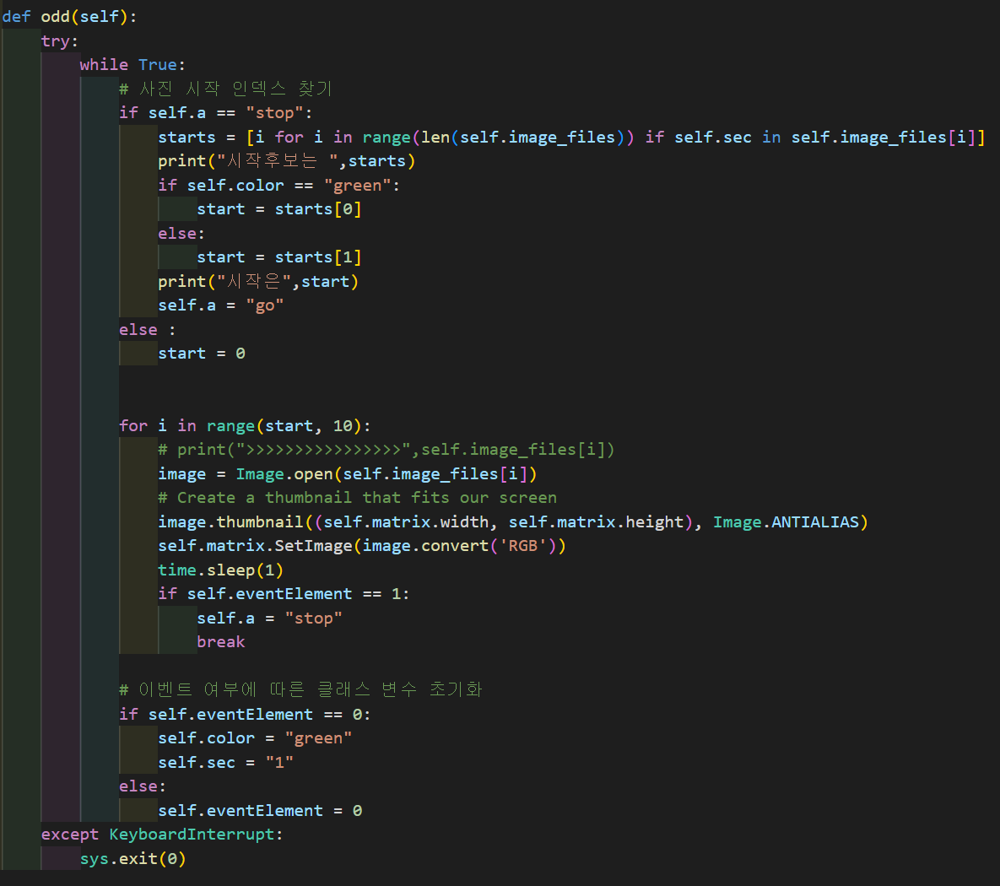 def odd(self):
    try:
        while True:
            # 사진 시작 인덱스 찾기
            if self.a == "stop":
                starts = [i for i in range(len(self.image_files)) if self.sec in self.image_files[i]]
                print("시작후보는 ",starts)
                if self.color == "green":
                    start = starts[0]
                else:
                    start = starts[1]
                print("시작은",start)
                self.a = "go"
            else :
                start = 0
            for i in range(start, 10):
                # print(">>>>>>>>>>>>>>>>",self.image_files[i])
                image = Image.open(self.image_files[i])
                # Create a thumbnail that fits our screen
                image.thumbnail((self.matrix.width, self.matrix.height), Image.ANTIALIAS)
                self.matrix.SetImage(image.convert('RGB'))
                time.sleep(1)
                if self.eventElement == 1:
                    self.a = "stop"
                    break
            # 이벤트 여부에 따른 클래스 변수 초기화
            if self.eventElement == 0:
                self.color = "green"
                self.sec = "1"
            else:
                self.eventElement = 0
    except KeyboardInterrupt:
        sys.exit(0)